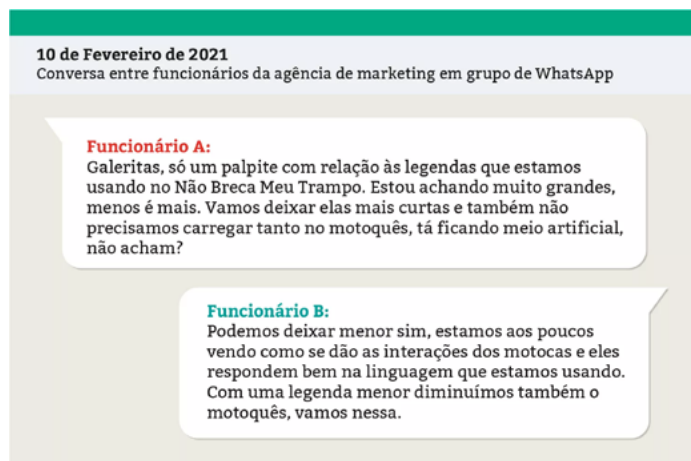 10 de Fevereiro de 2021
Conversa entre funcionários da agência de marketing em grupo de WhatsApp
Funcionário A:
Galeritas, só um palpite com relação às legendas que estamos
usando no Não Breca Meu Trampo. Estou achando muito grandes,
menos é mais. Vamos deixar elas mais curtas e também não
precisamos carregar tanto no motoquês, tá ficando meio artificial,
não acham?
Funcionário B:
Podemos deixar menor sim, estamos aos poucos
vendo como se dão as interações dos motocas e eles
respondem bem na linguagem que estamos usando.
Com uma legenda menor diminuímos também o
motoquês, vamos nessa.